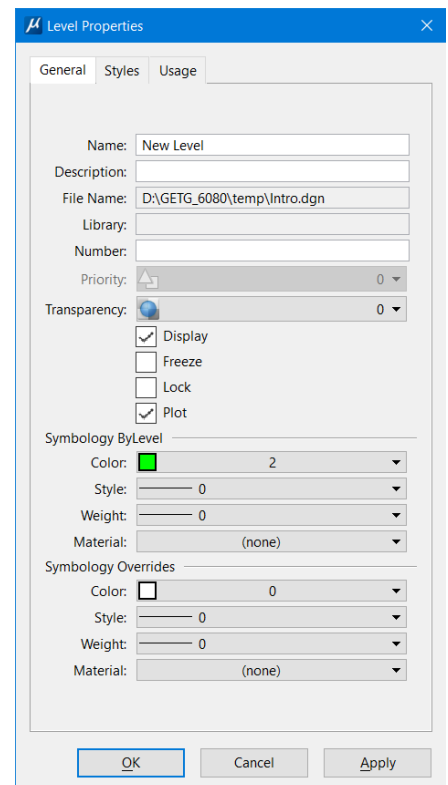 Level Properties
General Styles Usage
Name: New Level
Description:
File Name: D:\GETG_6080\temp\Intro.dgn
Library:
Number:
Priority: 0
Transparency: 0
Display
Freeze
Lock
Plot
Symbology ByLevel
Color: 2
Style: 0
Weight: 0
Material: (none)
Symbology Overrides
Color: 0
Style: 0
Weight: 0
Material: (none)
OK Cancel Apply